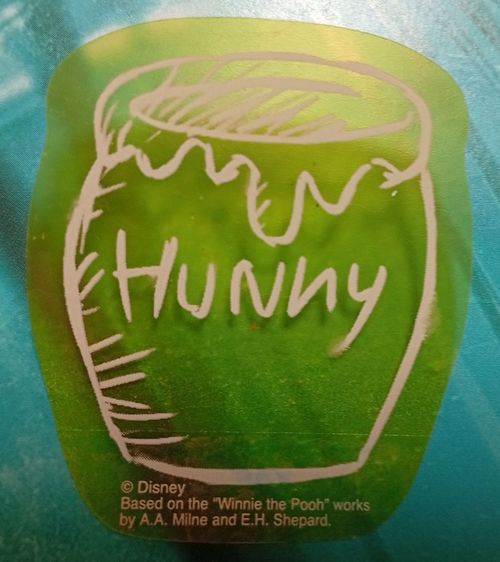 HuNNy
© Disney
Based on the "Winnie the Pooh" works
by A.A. Milne and E.H. Shepard.